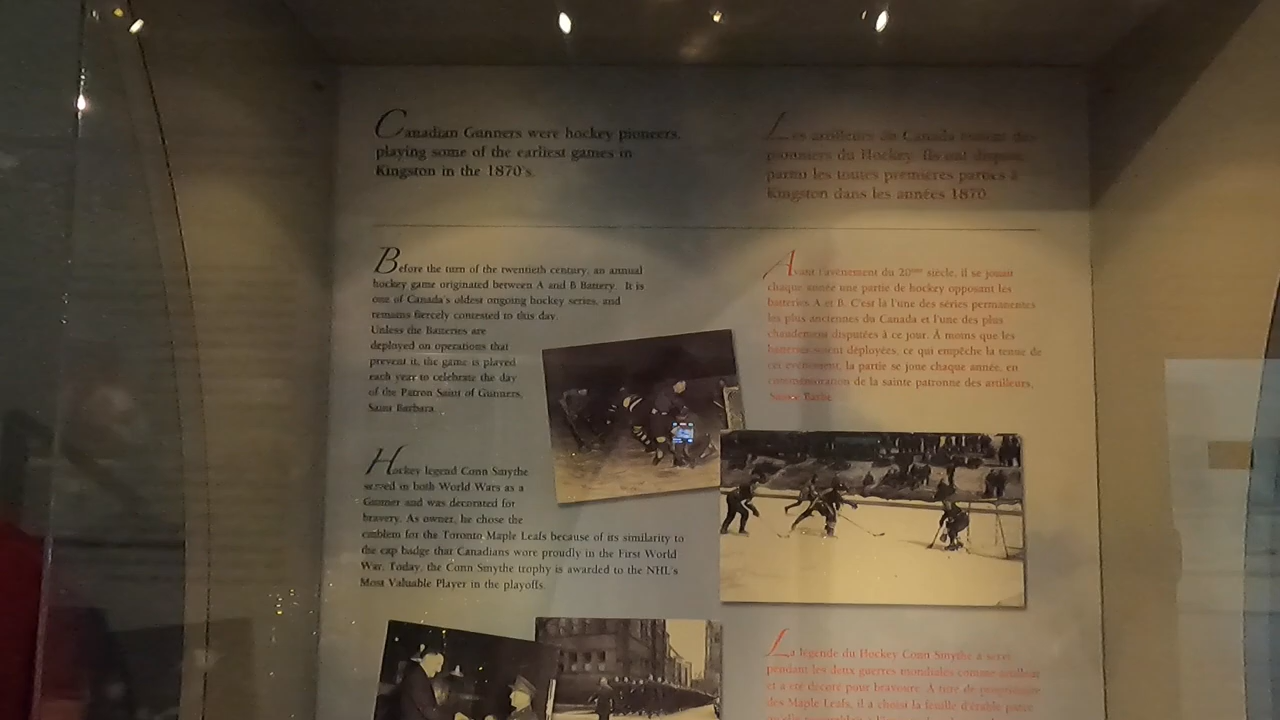 Canadian Gunners were hockey pioneers,
playing some of the earliest games in
Kingston in the 1870's.
Les artilleurs du Canada furent des
pionniers du Hockey. Ils ont disputé
parmi les toutes premières parties à
Kingston dans les années 1870.
Before the turn of the twentieth century, an annual
hockey game originated between A and B Battery. It is
one of Canada's oldest ongoing hockey series, and
remains fiercely contested to this day.
Unless the Batteries are
deployed on operations that
prevent it, the game is played
each year to celebrate the day
of the Patron Saint of Gunners,
Saint Barbara.
Avant l'avènement du 20ème siècle, il se jouait
chaque année une partie de hockey opposant les
batteries A et B. C'est là l'une des séries permanentes
les plus anciennes du Canada et l'une des plus
chaudement disputées à ce jour. À moins que les
batteries soient déployées, ce qui empêche la tenue de
cet événement, la partie se joue chaque année, en
commémoration de la sainte patronne des artilleurs,
Sainte Barbe.
Hockey legend Conn Smythe
served in both World Wars as a
Gunner and was decorated for
bravery. As owner, he chose the
emblem for the Toronto Maple Leafs because of its similarity to
the cap badge that Canadians wore proudly in the First World
War. Today, the Conn Smythe trophy is awarded to the NHL's
Most Valuable Player in the playoffs.
La légende du Hockey Conn Smythe a servi
pendant les deux guerres mondiales comme artilleur
et a été décoré pour bravoure. À titre de propriétaire
des Maple Leafs, il a choisi la feuille d'érable parce